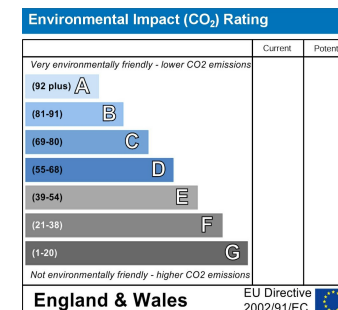 Environmental Impact (CO₂) Rating
Current Potent
Very environmentally friendly - lower CO2 emissions
(92 plus) A
(81-91) B
(69-80) C
(55-68) D
(39-54) E
(21-38) F
(1-20) G
Not environmentally friendly - higher CO2 emissions
England & Wales
EU Directive
2002/91/EC